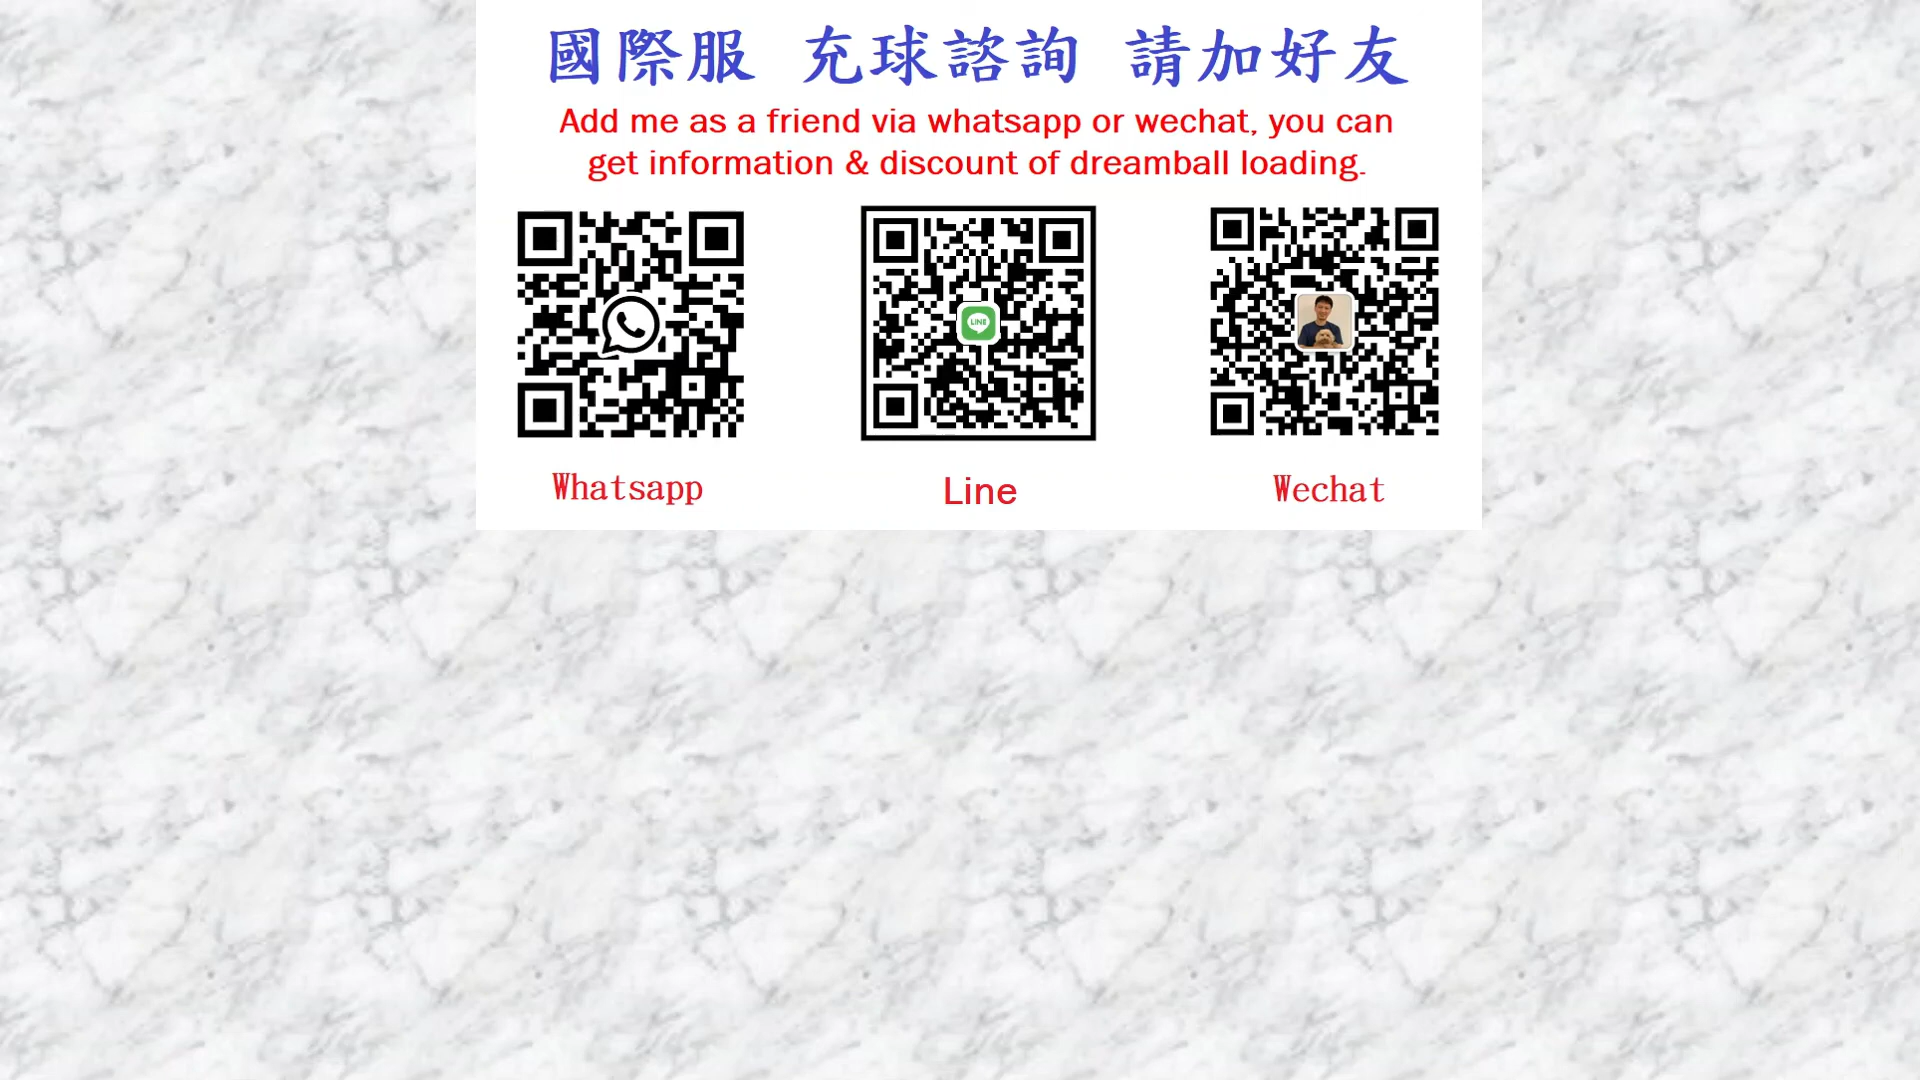 國際服 充球諮詢 請加好友
Add me as a friend via whatsapp or wechat, you can
get information & discount of dreamball loading.
LINE
Whatsapp Line Wechat